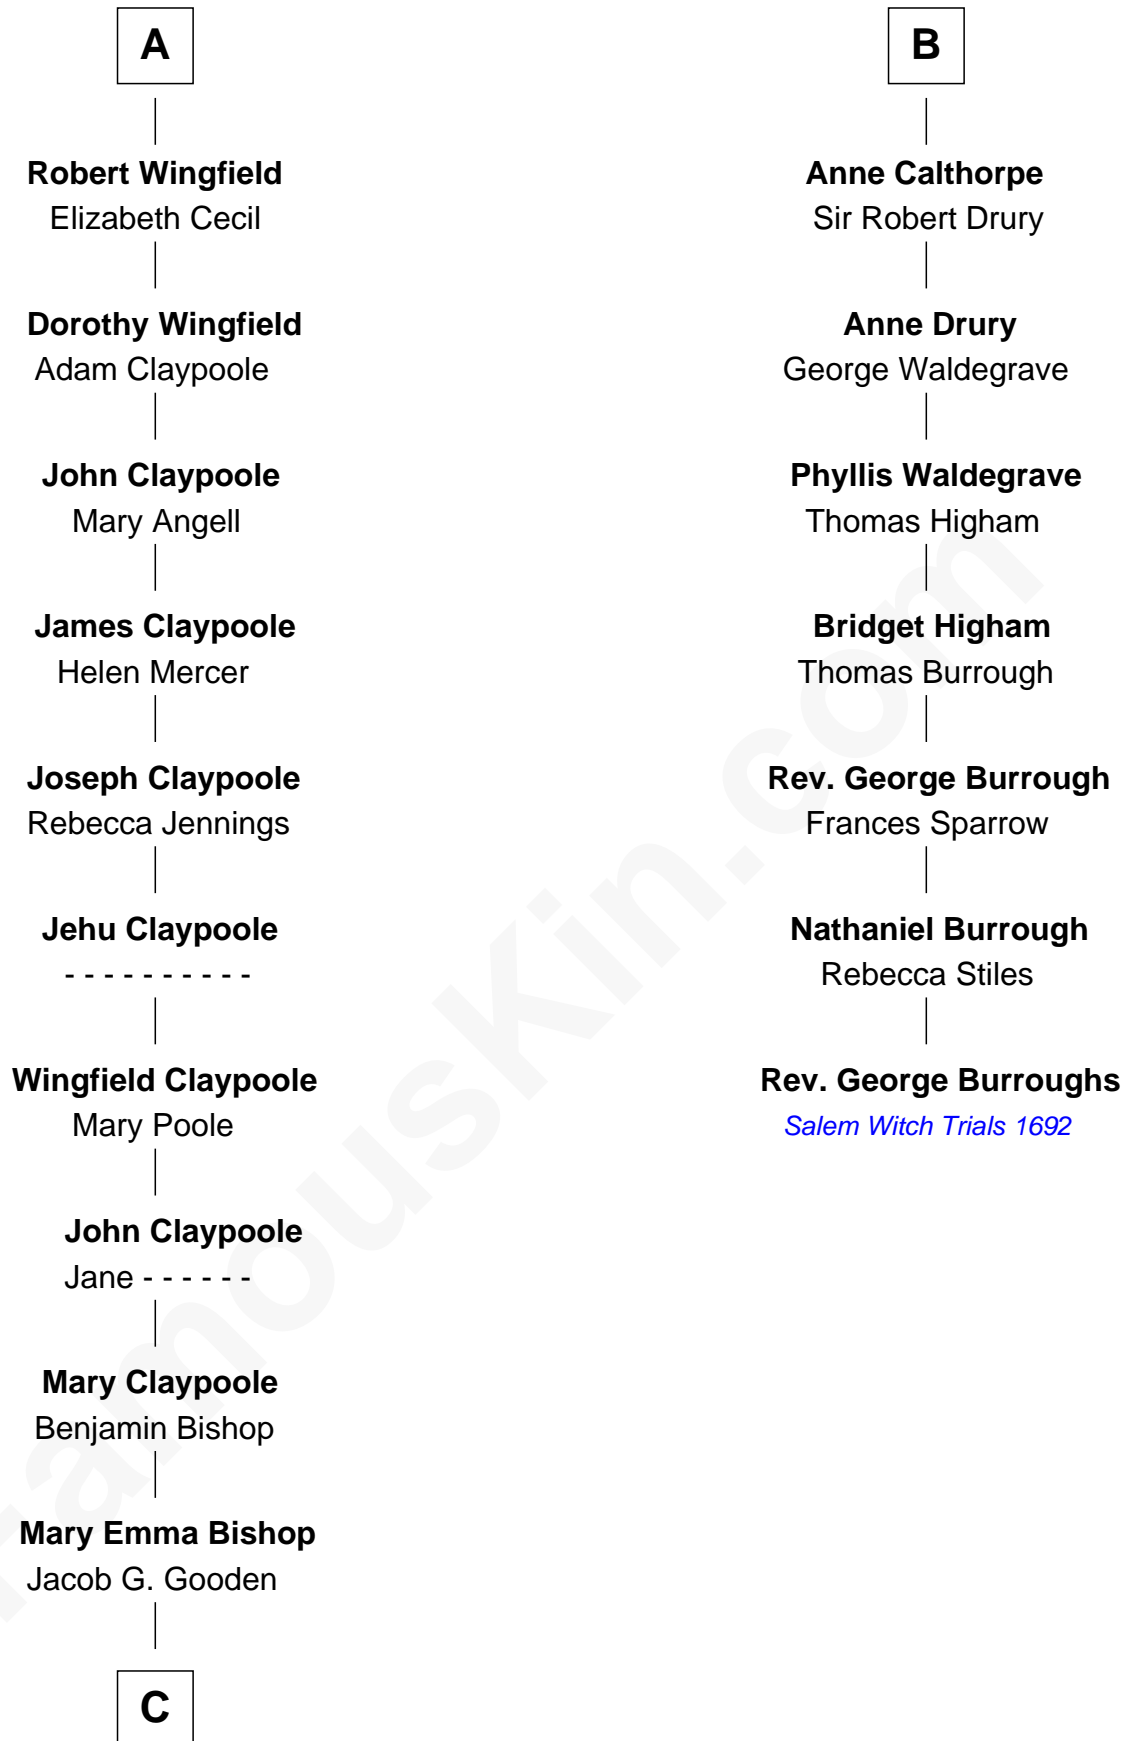 A
Robert Wingfield
Elizabeth Cecil
Dorothy Wingfield
Adam Claypoole
John Claypoole
Mary Angell
James Claypoole
Helen Mercer
Joseph Claypoole
Rebecca Jennings
Jehu Claypoole
- - - - - - - - - -
Wingfield Claypoole
Mary Poole
John Claypoole
Jane - - - - - -
Mary Claypoole
Benjamin Bishop
Mary Emma Bishop
Jacob G. Gooden
C
B
Anne Calthorpe
Sir Robert Drury
Anne Drury
George Waldegrave
Phyllis Waldegrave
Thomas Higham
Bridget Higham
Thomas Burrough
Rev. George Burrough
Frances Sparrow
Nathaniel Burrough
Rebecca Stiles
Rev. George Burroughs
Salem Witch Trials 1692
FamousKin.com